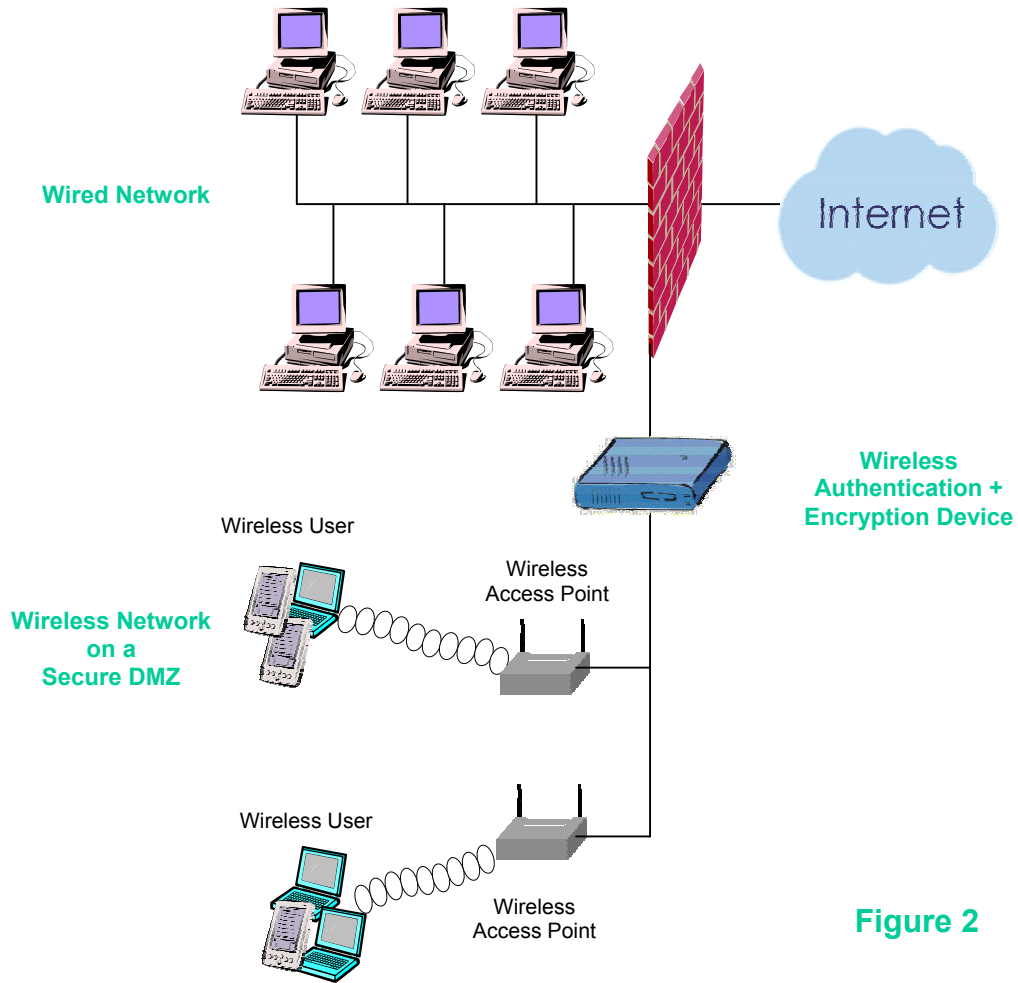 Wired Network
Internet
Wireless
Authentication +
Encryption Device
Wireless User
Wireless
Access Point
Wireless Network
on a
Secure DMZ
Wireless User
Wireless
Access Point
Figure 2